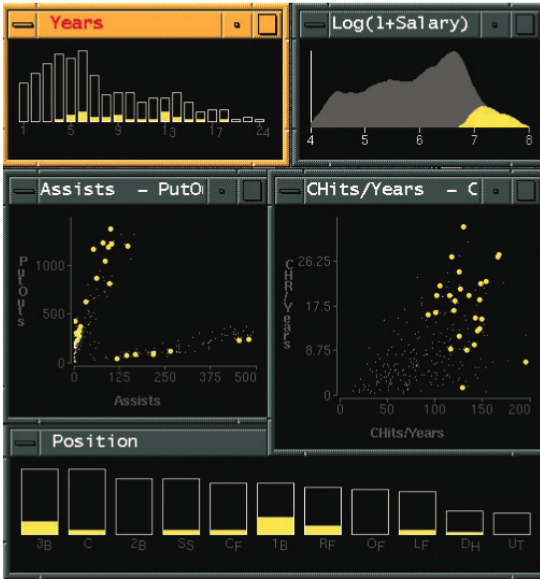 Years
1 5 9 13 17 24
Log(1+Salary)
4 5 6 7 8
Assists – PutO
PutOuts
1000
500
0
0 125 250 375 500
Assists
CHits/Years – C
CHR/Years
26.25
17.5
8.75
0
0 50 100 150 200
CHits/Years
Position
3B C 2B SS CF 1B RF OF LF DH UT